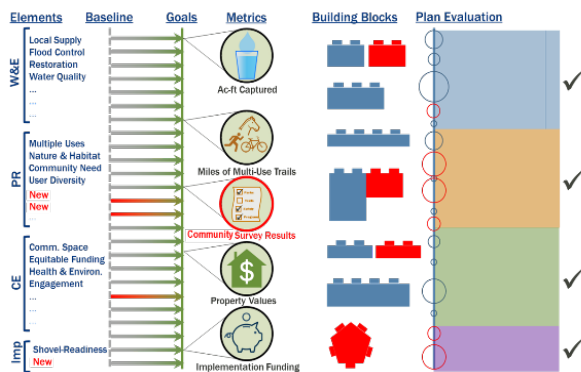 Elements Baseline Goals Metrics Building Blocks Plan Evaluation
W&E
Local Supply
Flood Control
Restoration
Water Quality
...
...
Ac-ft Captured
PR
Multiple Uses
Nature & Habitat
Community Need
User Diversity
New
New
...
Miles of Multi-Use Trails
Community Survey Results
CE
Comm. Space
Equitable Funding
Health & Environ.
Engagement
...
...
$
Property Values
Imp
Shovel-Readiness
New
Implementation Funding